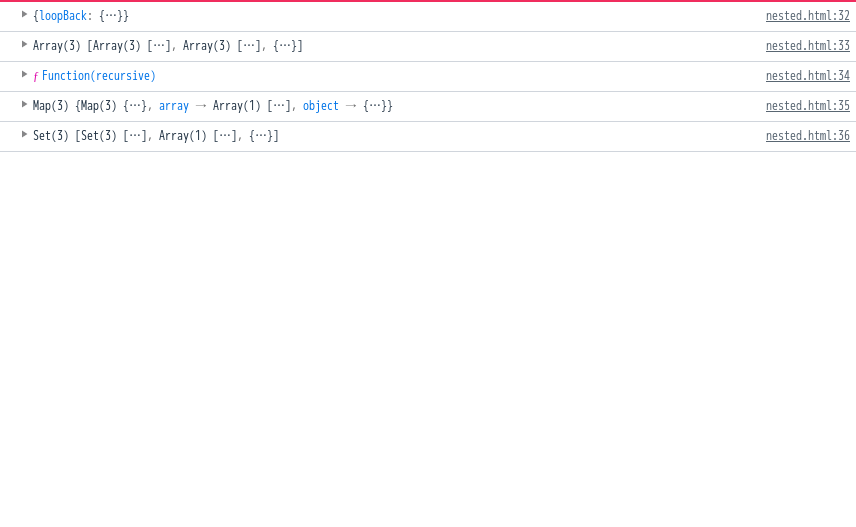 {loopBack: {⋯}} nested.html:32
Array(3) [Array(3) [⋯], Array(3) [⋯], {⋯}] nested.html:33
ƒ Function(recursive) nested.html:34
Map(3) {Map(3) {⋯}, array → Array(1) [⋯], object → {⋯}} nested.html:35
Set(3) [Set(3) [⋯], Array(1) [⋯], {⋯}] nested.html:36